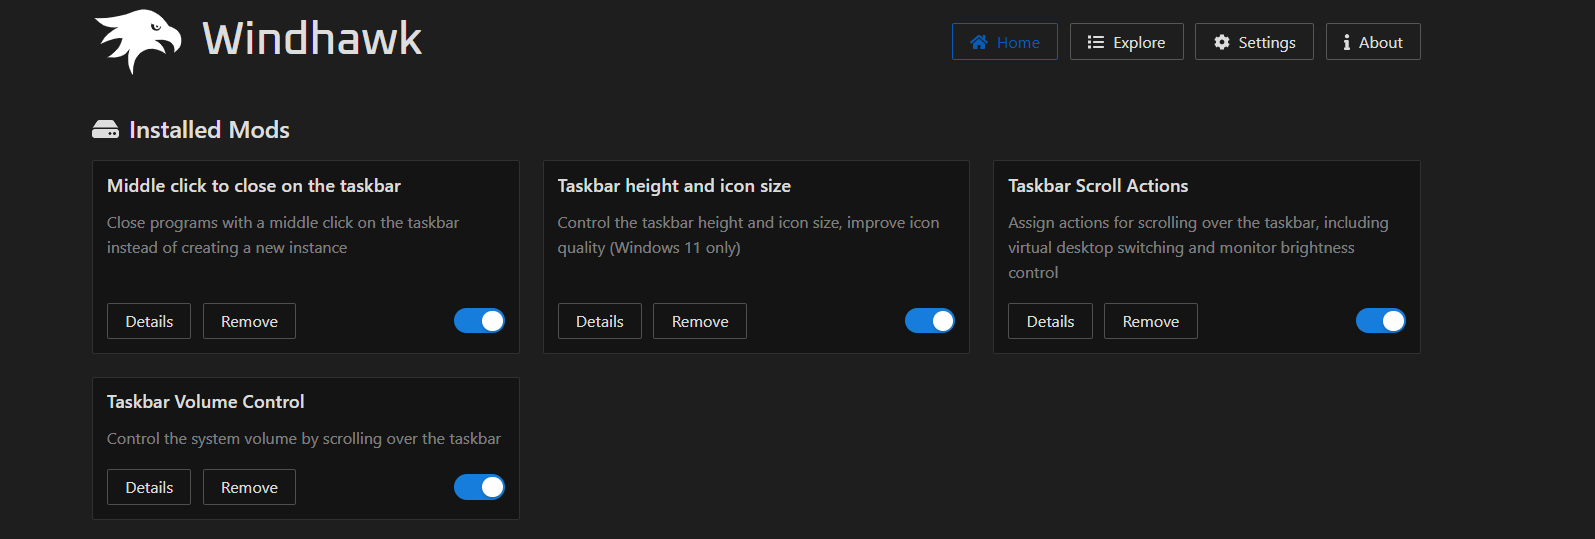 Windhawk
Home
Explore
Settings
About
Installed Mods
Middle click to close on the taskbar
Close programs with a middle click on the taskbar
instead of creating a new instance
Details
Remove
Taskbar height and icon size
Control the taskbar height and icon size, improve icon
quality (Windows 11 only)
Details
Remove
Taskbar Scroll Actions
Assign actions for scrolling over the taskbar, including
virtual desktop switching and monitor brightness
control
Details
Remove
Taskbar Volume Control
Control the system volume by scrolling over the taskbar
Details
Remove